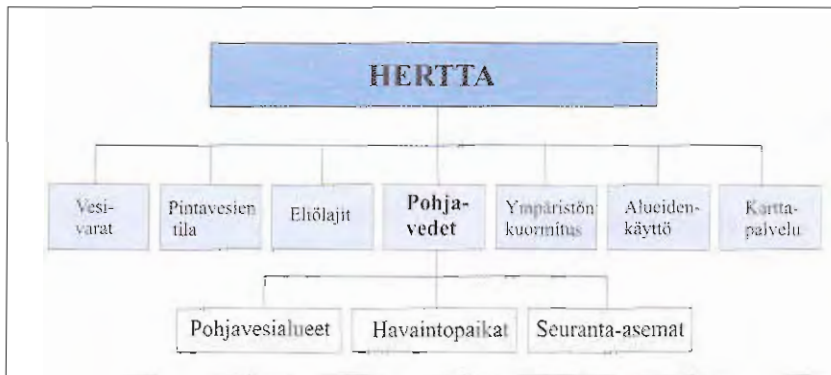 HERTTA
Vesi-
varat
Pintavesien
tila
Eliölajit
Pohja-
vedet
Ympäristön
kuormitus
Alueiden-
käyttö
Kartta-
palvelu
Pohjavesialueet
Havaintopaikat
Seuranta-asemat